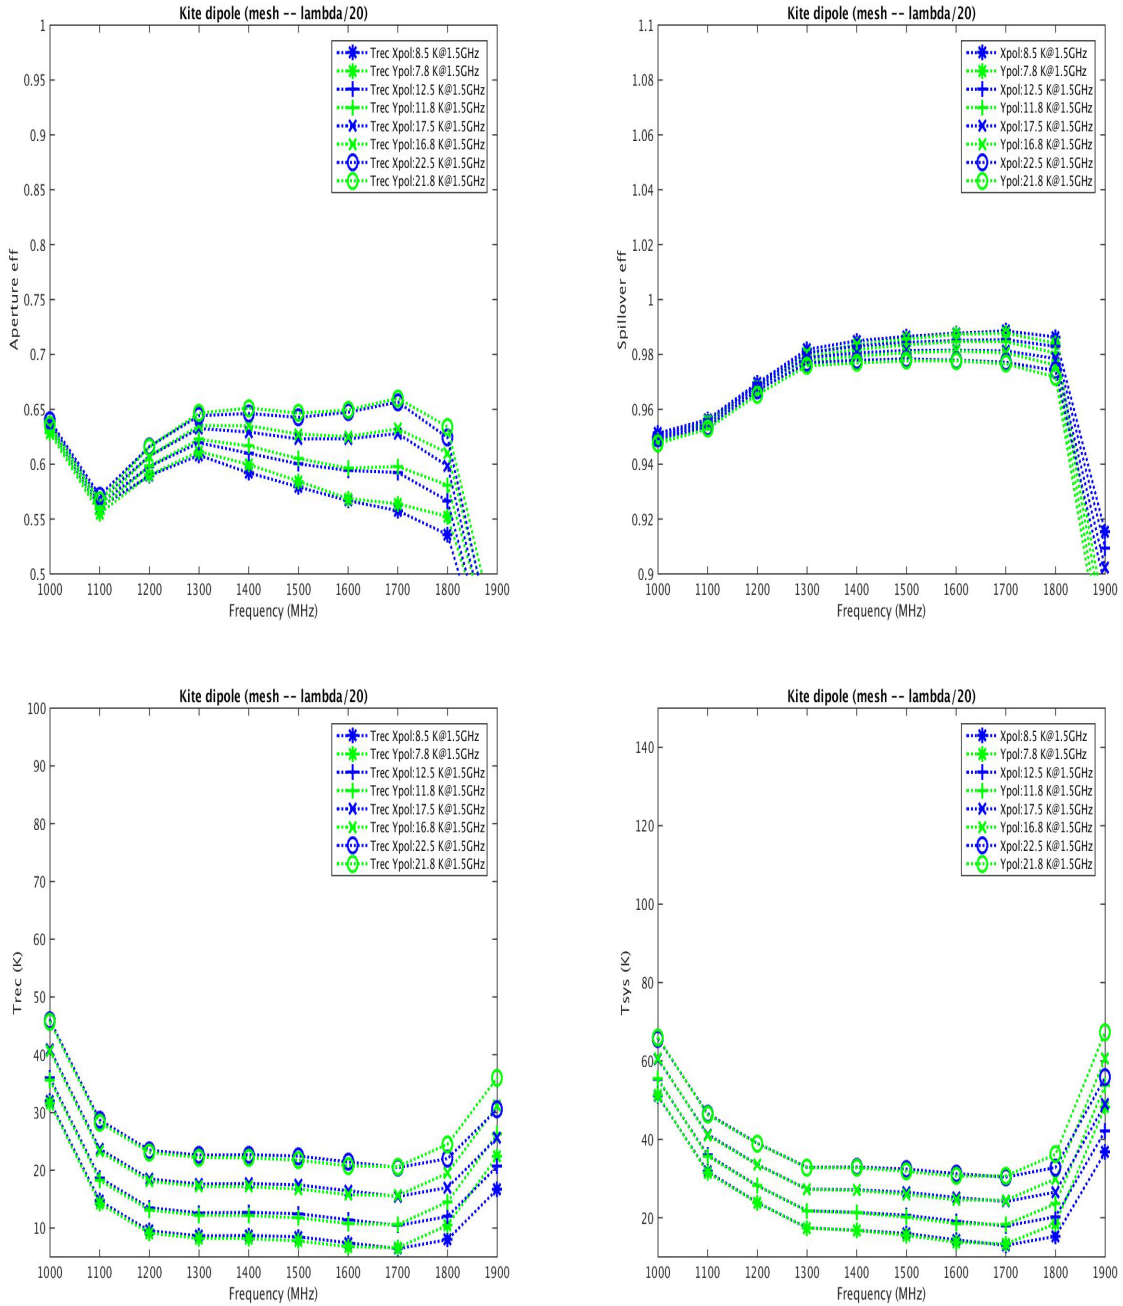 Kite dipole (mesh -- lambda/20)
1
0.95
0.9
0.85
0.8
0.75
0.7
0.65
0.6
0.55
0.5
Aperture eff
Trec Xpol:8.5 K@1.5GHz
Trec Ypol:7.8 K@1.5GHz
Trec Xpol:12.5 K@1.5GHz
Trec Ypol:11.8 K@1.5GHz
Trec Xpol:17.5 K@1.5GHz
Trec Ypol:16.8 K@1.5GHz
Trec Xpol:22.5 K@1.5GHz
Trec Ypol:21.8 K@1.5GHz
1000 1100 1200 1300 1400 1500 1600 1700 1800 1900
Frequency (MHz)
Kite dipole (mesh -- lambda/20)
1.1
1.08
1.06
1.04
1.02
1
0.98
0.96
0.94
0.92
0.9
Spillover eff
Xpol:8.5 K@1.5GHz
Ypol:7.8 K@1.5GHz
Xpol:12.5 K@1.5GHz
Ypol:11.8 K@1.5GHz
Xpol:17.5 K@1.5GHz
Ypol:16.8 K@1.5GHz
Xpol:22.5 K@1.5GHz
Ypol:21.8 K@1.5GHz
1000 1100 1200 1300 1400 1500 1600 1700 1800 1900
Frequency (MHz)
Kite dipole (mesh -- lambda/20)
100
90
80
70
60
50
40
30
20
10
Trec (K)
Trec Xpol:8.5 K@1.5GHz
Trec Ypol:7.8 K@1.5GHz
Trec Xpol:12.5 K@1.5GHz
Trec Ypol:11.8 K@1.5GHz
Trec Xpol:17.5 K@1.5GHz
Trec Ypol:16.8 K@1.5GHz
Trec Xpol:22.5 K@1.5GHz
Trec Ypol:21.8 K@1.5GHz
1000 1100 1200 1300 1400 1500 1600 1700 1800 1900
Frequency (MHz)
Kite dipole (mesh -- lambda/20)
140
120
100
80
60
40
20
Tsys (K)
Xpol:8.5 K@1.5GHz
Ypol:7.8 K@1.5GHz
Xpol:12.5 K@1.5GHz
Ypol:11.8 K@1.5GHz
Xpol:17.5 K@1.5GHz
Ypol:16.8 K@1.5GHz
Xpol:22.5 K@1.5GHz
Ypol:21.8 K@1.5GHz
1000 1100 1200 1300 1400 1500 1600 1700 1800 1900
Frequency (MHz)